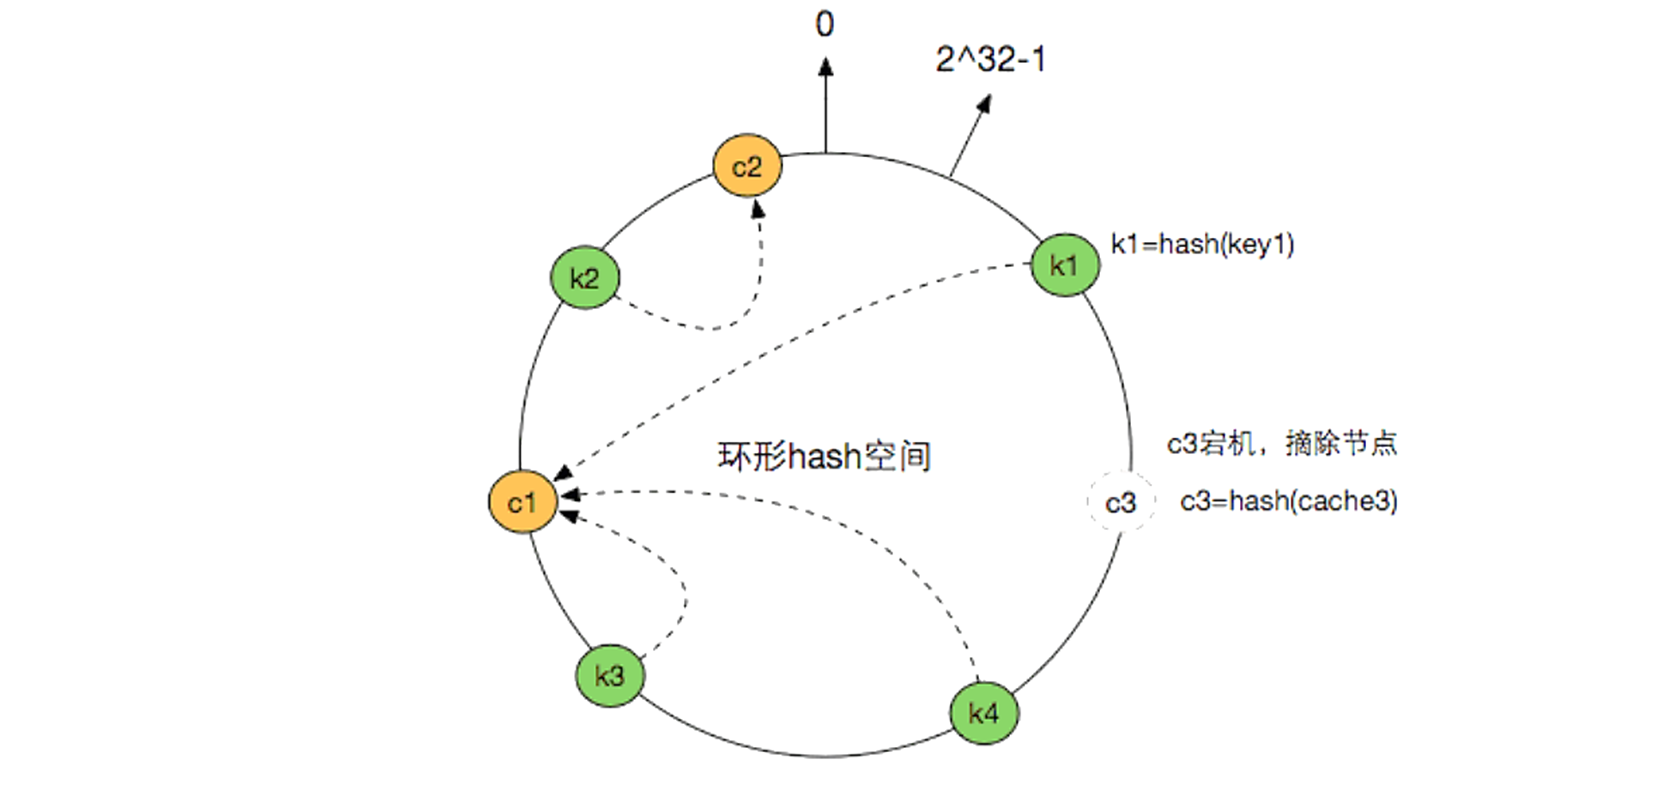 0
2^32-1
c2
k1=hash(key1)
k1
k2
c3宕机，摘除节点
环形hash空间
c1
c3
c3=hash(cache3)
k3
k4